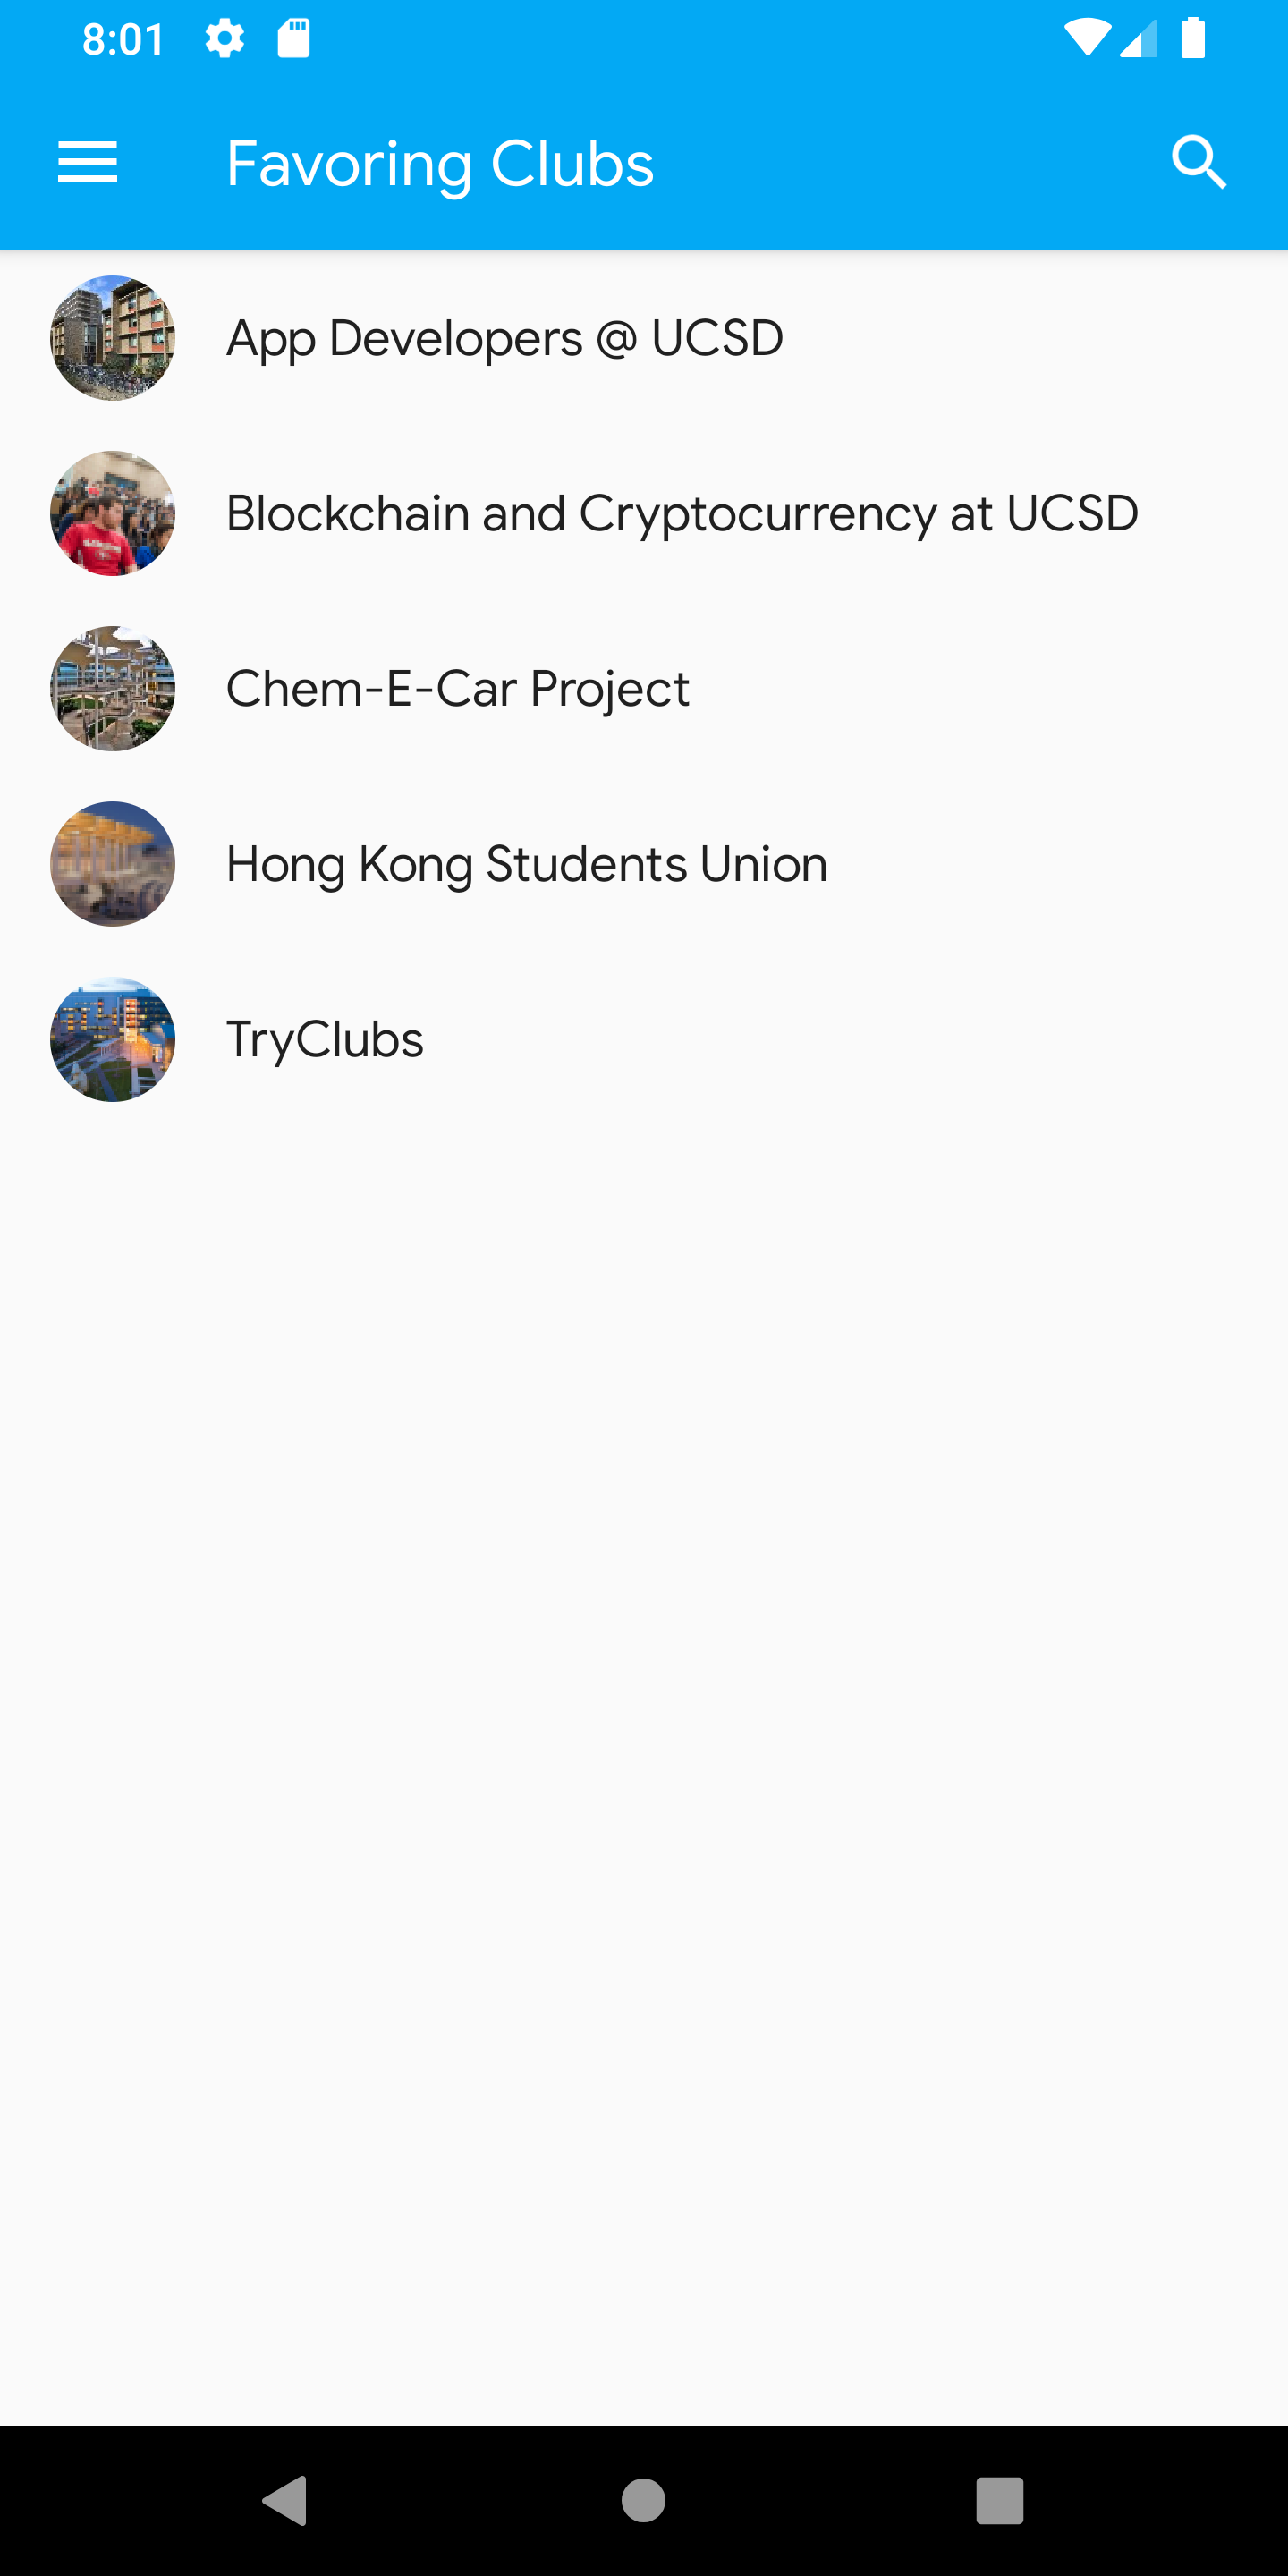 8:01
Favoring Clubs
App Developers @ UCSD
Blockchain and Cryptocurrency at UCSD
Chem-E-Car Project
Hong Kong Students Union
TryClubs